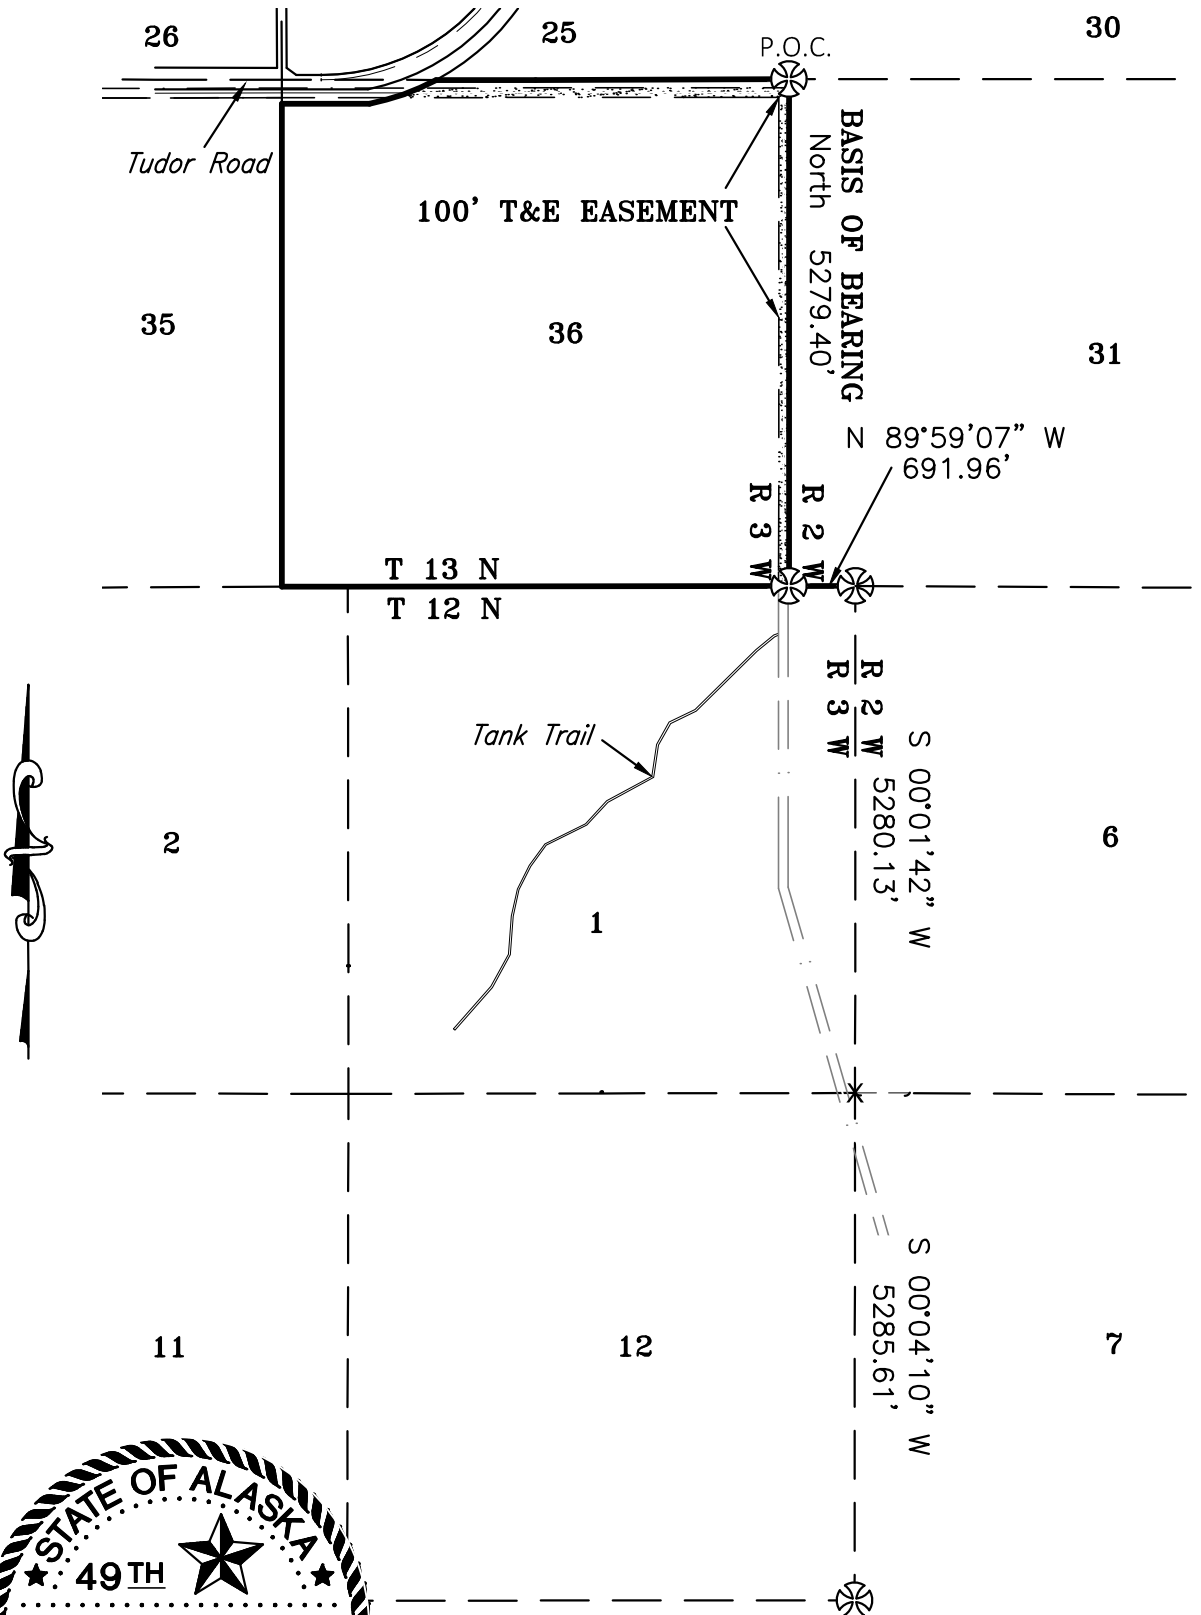 26
25
30
P.O.C.
Tudor Road
BASIS OF BEARING
North 5279.40'
100' T&E EASEMENT
35
36
31
N 89°59'07" W
691.96'
R 3 W
R 2 W
T 13 N
T 12 N
R 3 W
R 2 W
Tank Trail
S 00°01'42" W
5280.13'
2
6
1
S 00°04'10" W
5285.61'
11
12
7
STATE OF ALASKA
49 TH